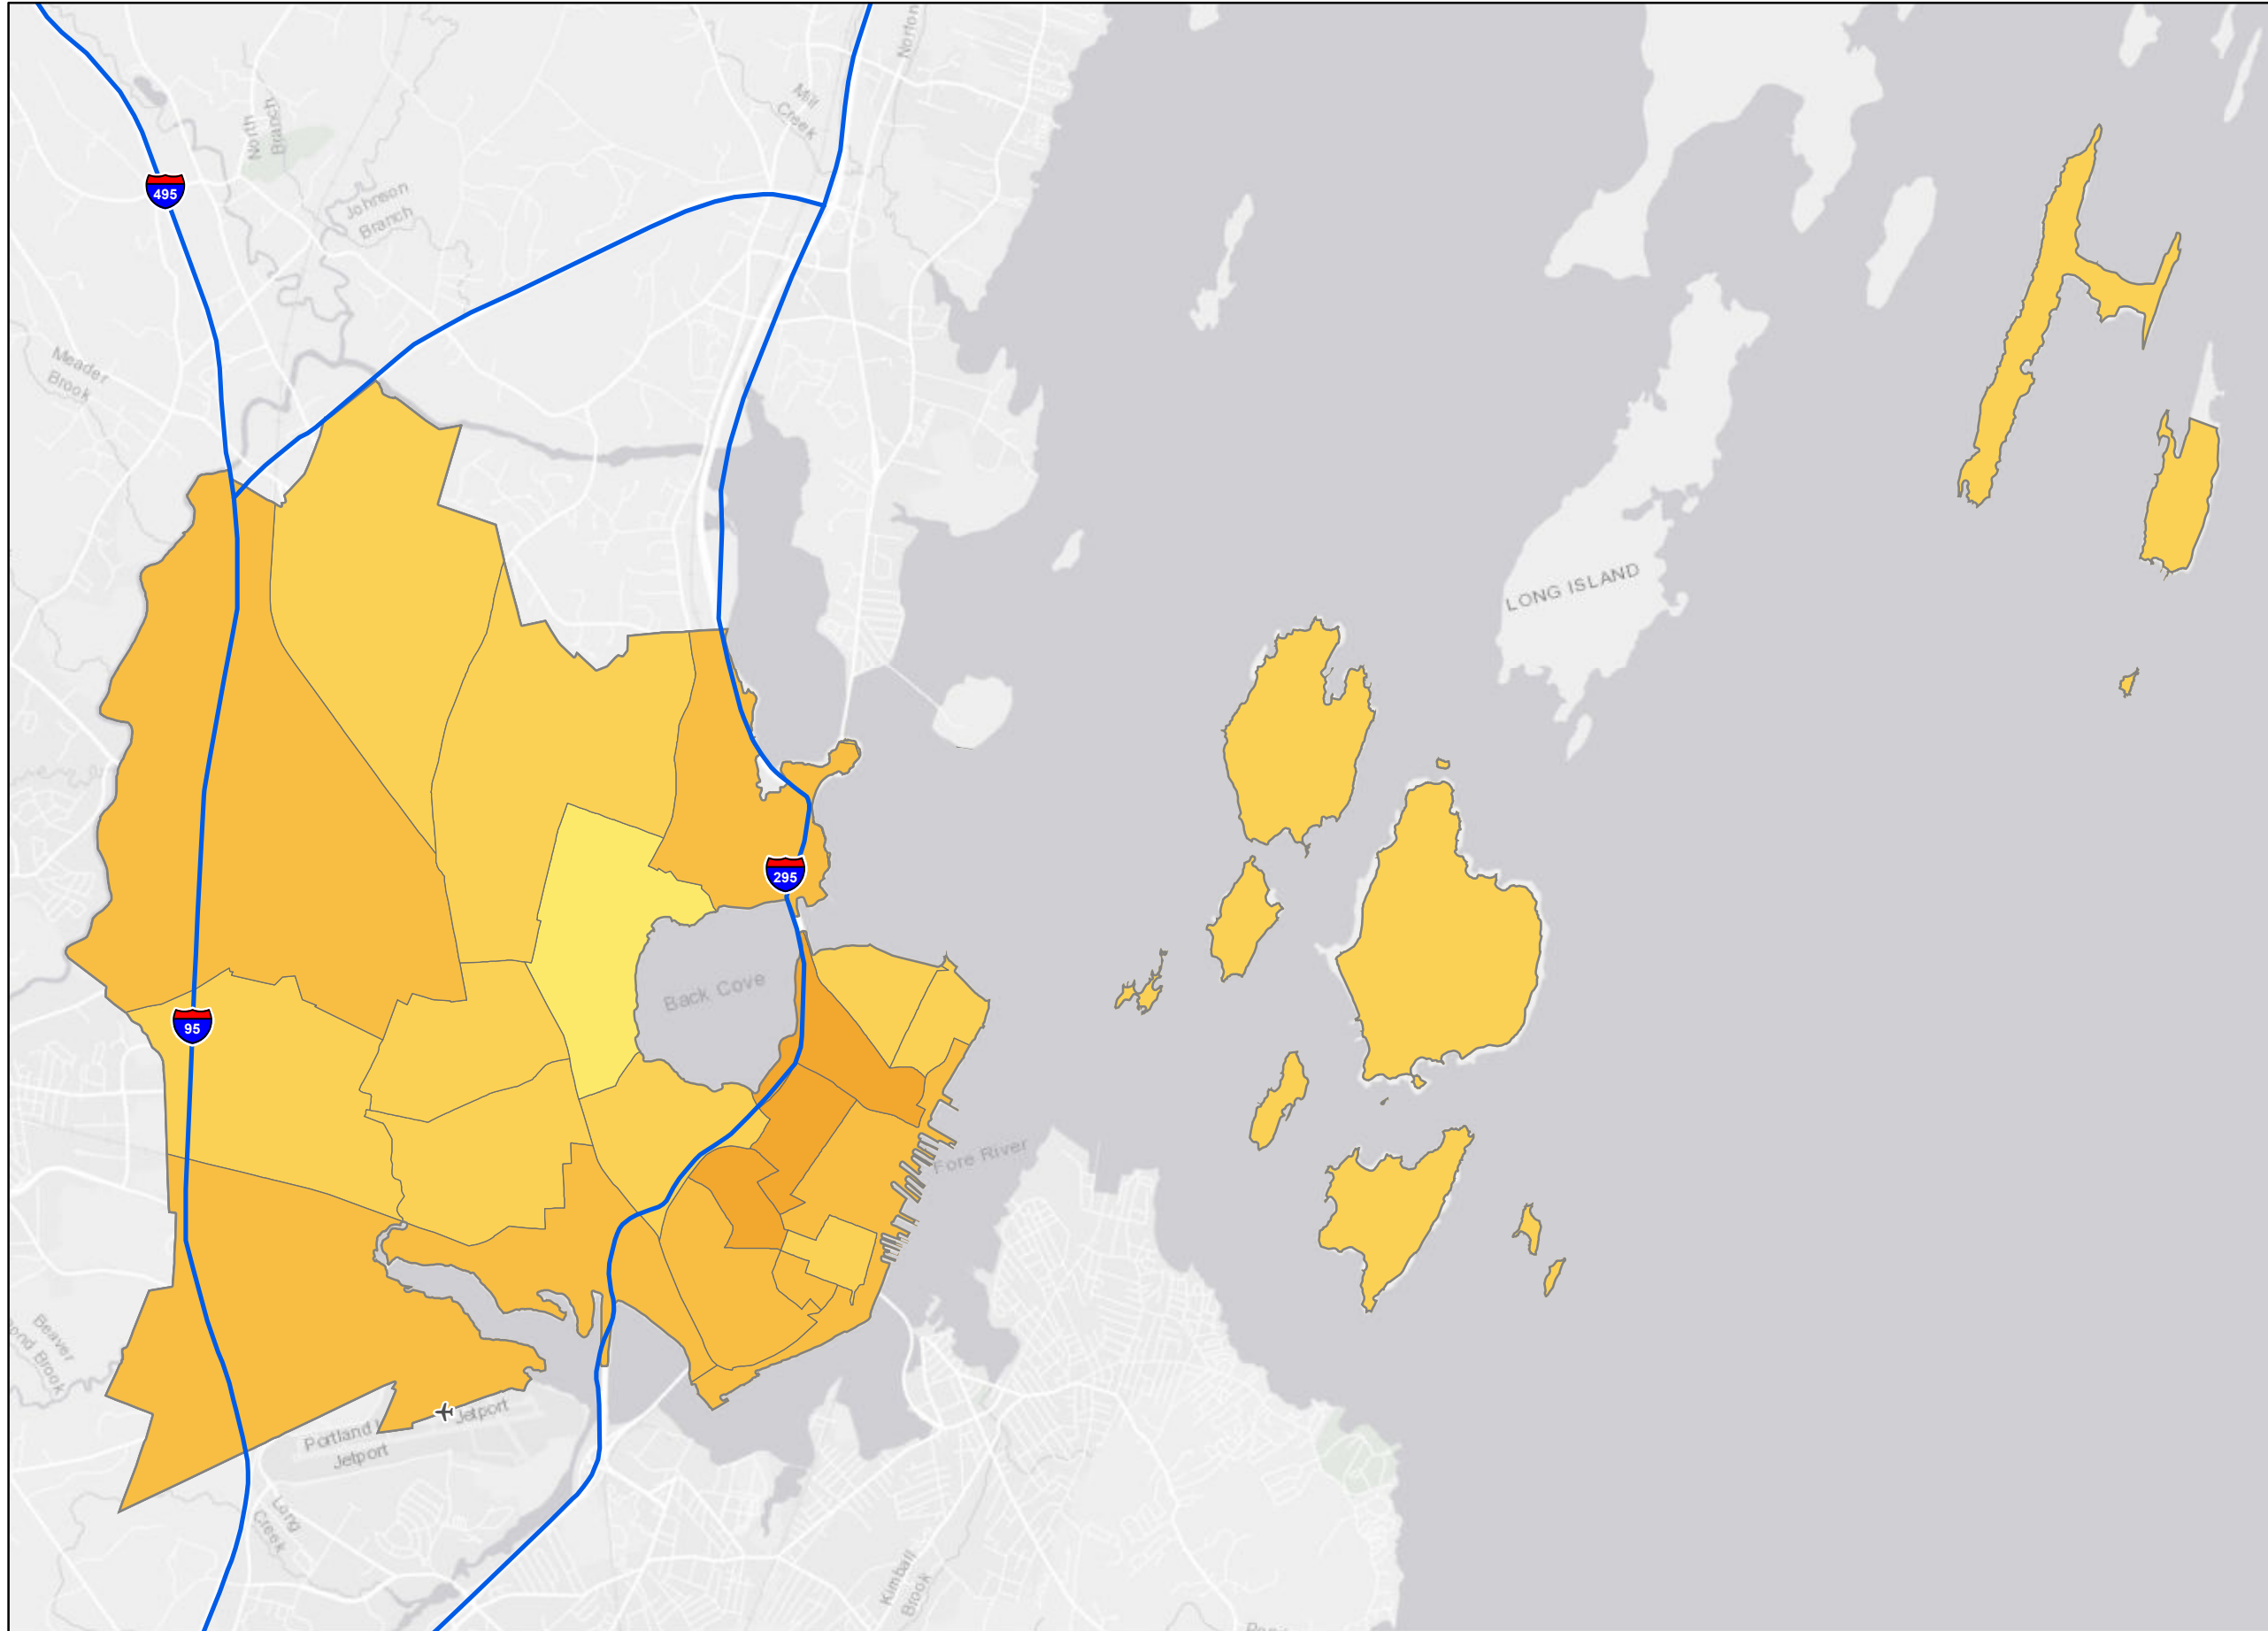 Norton
Mill
Creek
495
North
Branch
Johnson
Branch
Meader
Brook
LONG ISLAND
295
Back Cove
95
Fore River
Beaver
Pond Brook
Jetport
Portland
Jetport
Long
Creek
Kimball
Brook